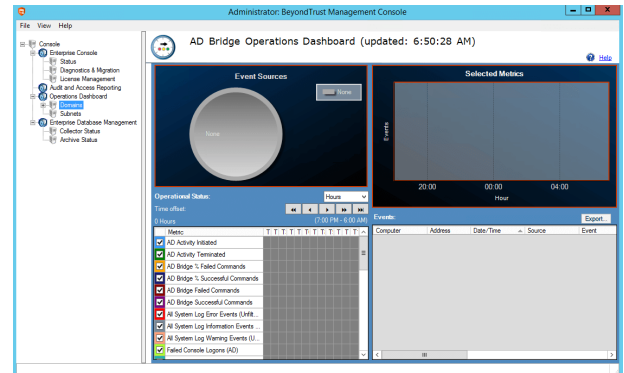 Administrator: BeyondTrust Management Console
File View Help
Console
Enterprise Console
Status
Diagnostics & Migration
License Management
Audit and Access Reporting
Operations Dashboard
Domains
Subnets
Enterprise Database Management
Collector Status
Archive Status
AD Bridge Operations Dashboard (updated: 6:50:28 AM)
Help
Event Sources
None
None
Selected Metrics
Events
20:00 00:00 04:00
Hour
Operational Status: Hours
Time offset:
0 Hours (7:00 PM - 6:00 AM)
Metric T T T T T T T T T T T T
AD Activity Initiated
AD Activity Terminated
AD Bridge % Failed Commands
AD Bridge % Successful Commands
AD Bridge Failed Commands
AD Bridge Successful Commands
All System Log Error Events (Unfilt...
All System Log Information Events ...
All System Log Warning Events (U...
Failed Console Logons (AD)
Events: Export...
Computer Address Date/Time Source Event